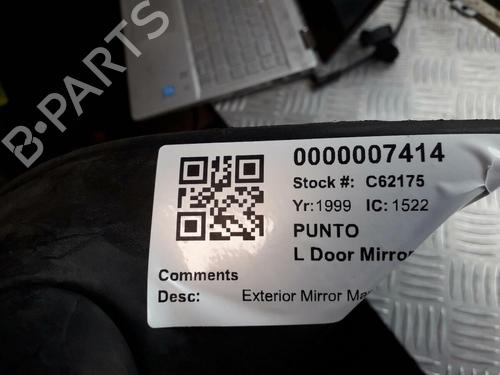 B-PARTS
0000007414
Stock #: C62175
Yr:1999 IC: 1522
PUNTO
L Door Mirror
Comments
Desc: Exterior Mirror